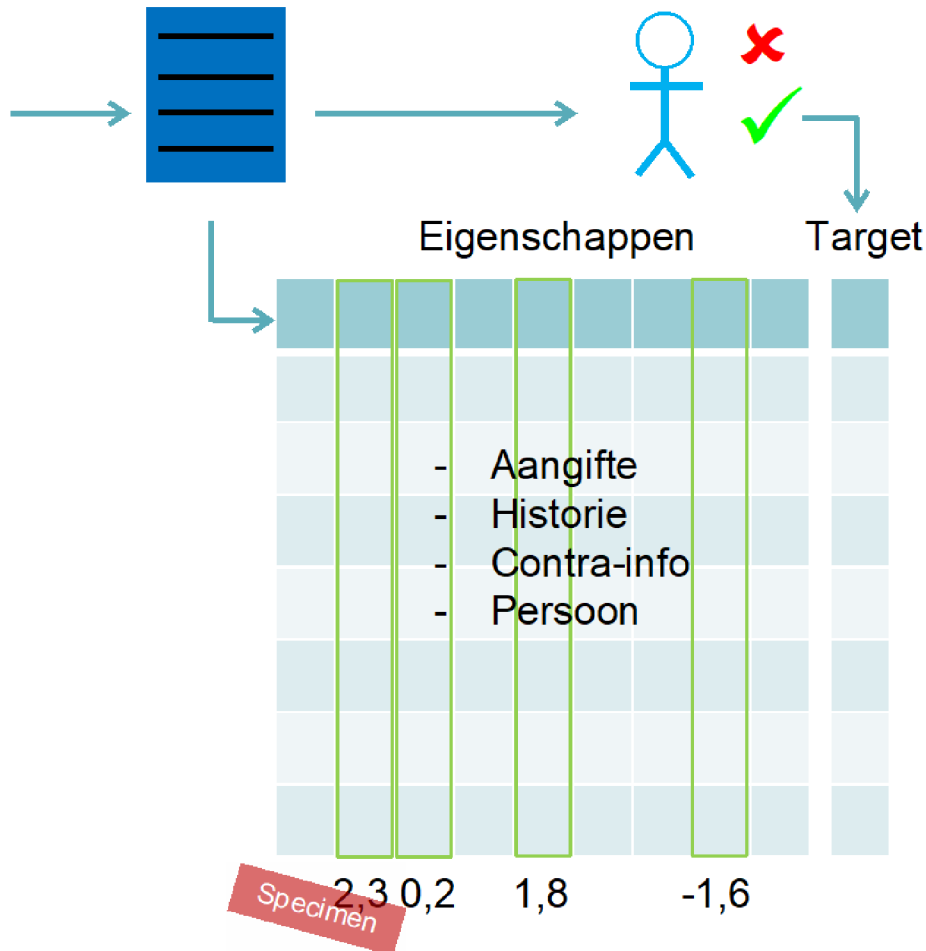 Eigenschappen
Target
- Aangifte
- Historie
- Contra-info
- Persoon
2,3 0,2 1,8 -1,6
Specimen